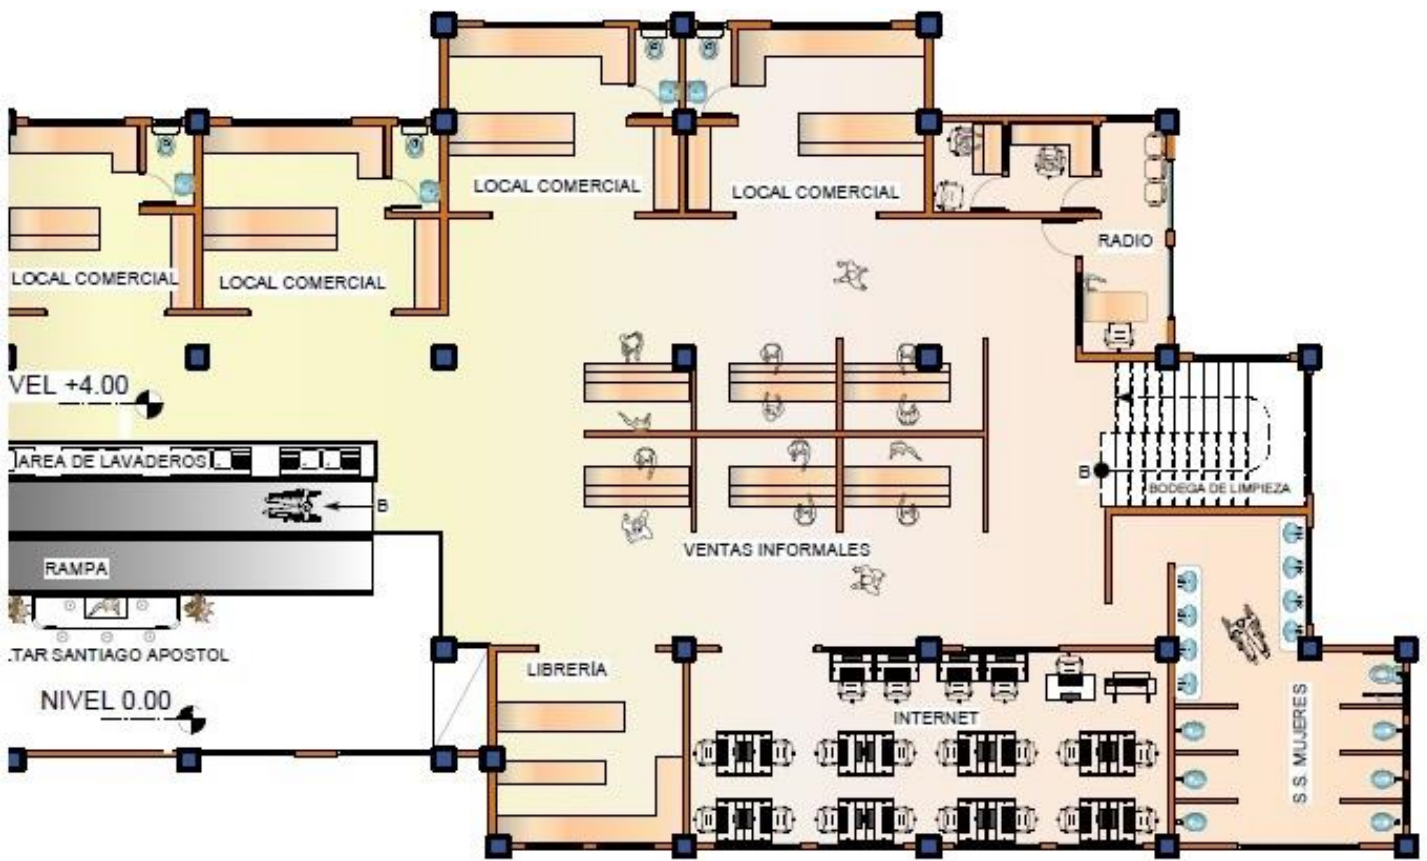 LOCAL COMERCIAL
LOCAL COMERCIAL
RADIO
LOCAL COMERCIAL
LOCAL COMERCIAL
VEL +4.00
AREA DE LAVADEROS
B
BODEGA DE LIMPIEZA
B
VENTAS INFORMALES
RAMPA
LTAR SANTIAGO APOSTOL
LIBRERÍA
NIVEL 0.00
INTERNET
S.S. MUJERES